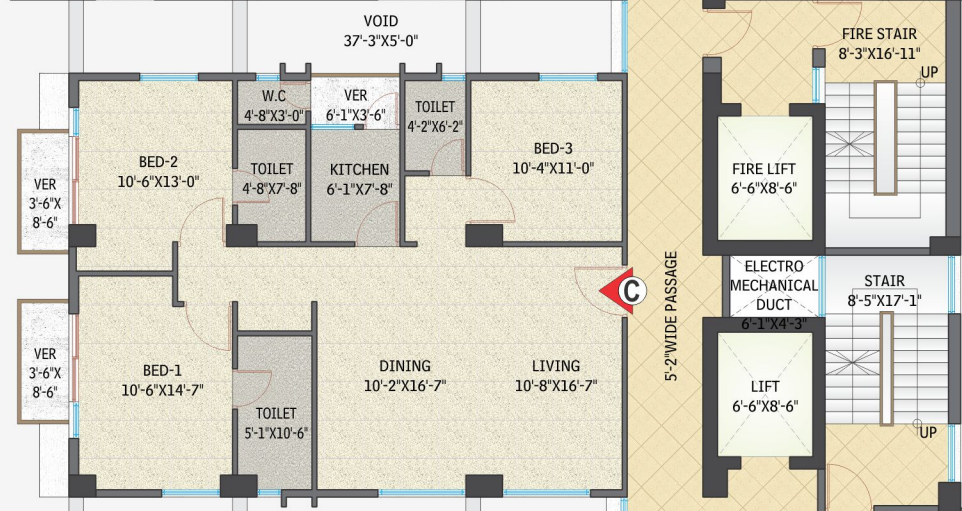 VOID
37'-3"X5'-0"
FIRE STAIR
8'-3"X16'-11"
UP
W.C
4'-8"X3'-0"
VER
6'-1"X3'-6"
TOILET
4'-2"X6'-2"
BED-2
10'-6"X13'-0"
TOILET
4'-8"X7'-8"
KITCHEN
6'-1"X7'-8"
BED-3
10'-4"X11'-0"
FIRE LIFT
6'-6"X8'-6"
VER
3'-6"X
8'-6"
C
5'-2"WIDE PASSAGE
ELECTRO
MECHANICAL
DUCT
6'-1"X4'-3"
STAIR
8'-5"X17'-1"
VER
3'-6"X
8'-6"
BED-1
10'-6"X14'-7"
DINING
10'-2"X16'-7"
LIVING
10'-8"X16'-7"
TOILET
5'-1"X10'-6"
LIFT
6'-6"X8'-6"
UP